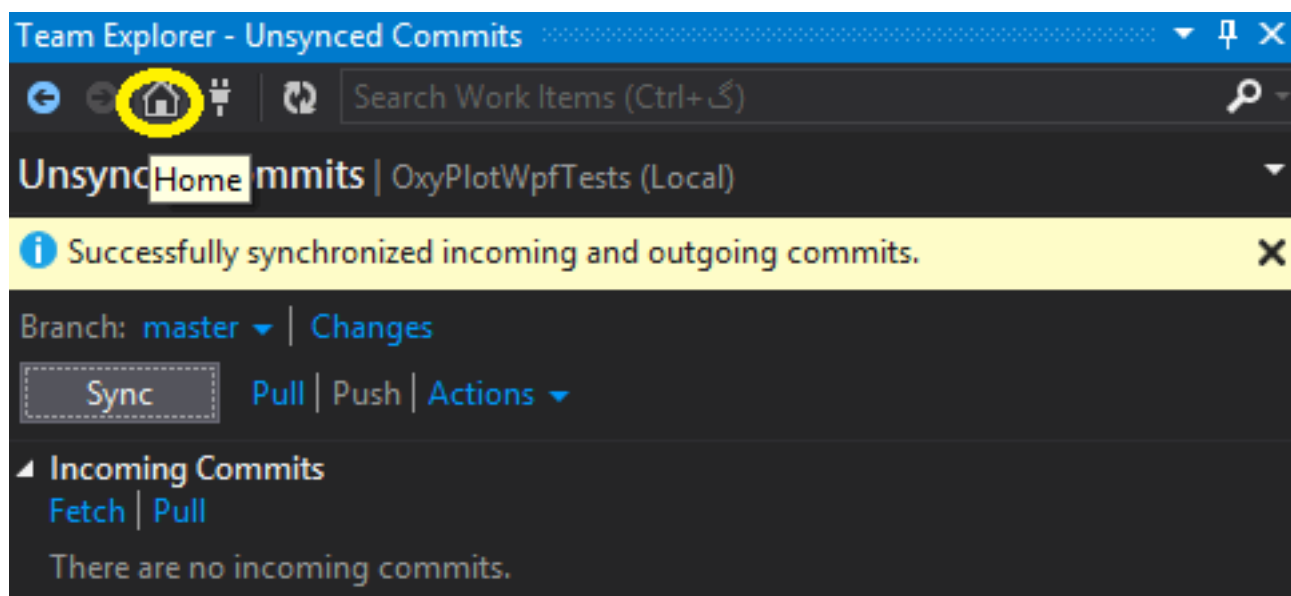 Team Explorer - Unsynced Commits
Search Work Items (Ctrl+گ)
Unsync mmits | OxyPlotWpfTests (Local)
Home
Successfully synchronized incoming and outgoing commits.
Branch: master | Changes
Sync Pull | Push | Actions
Incoming Commits
Fetch | Pull
There are no incoming commits.